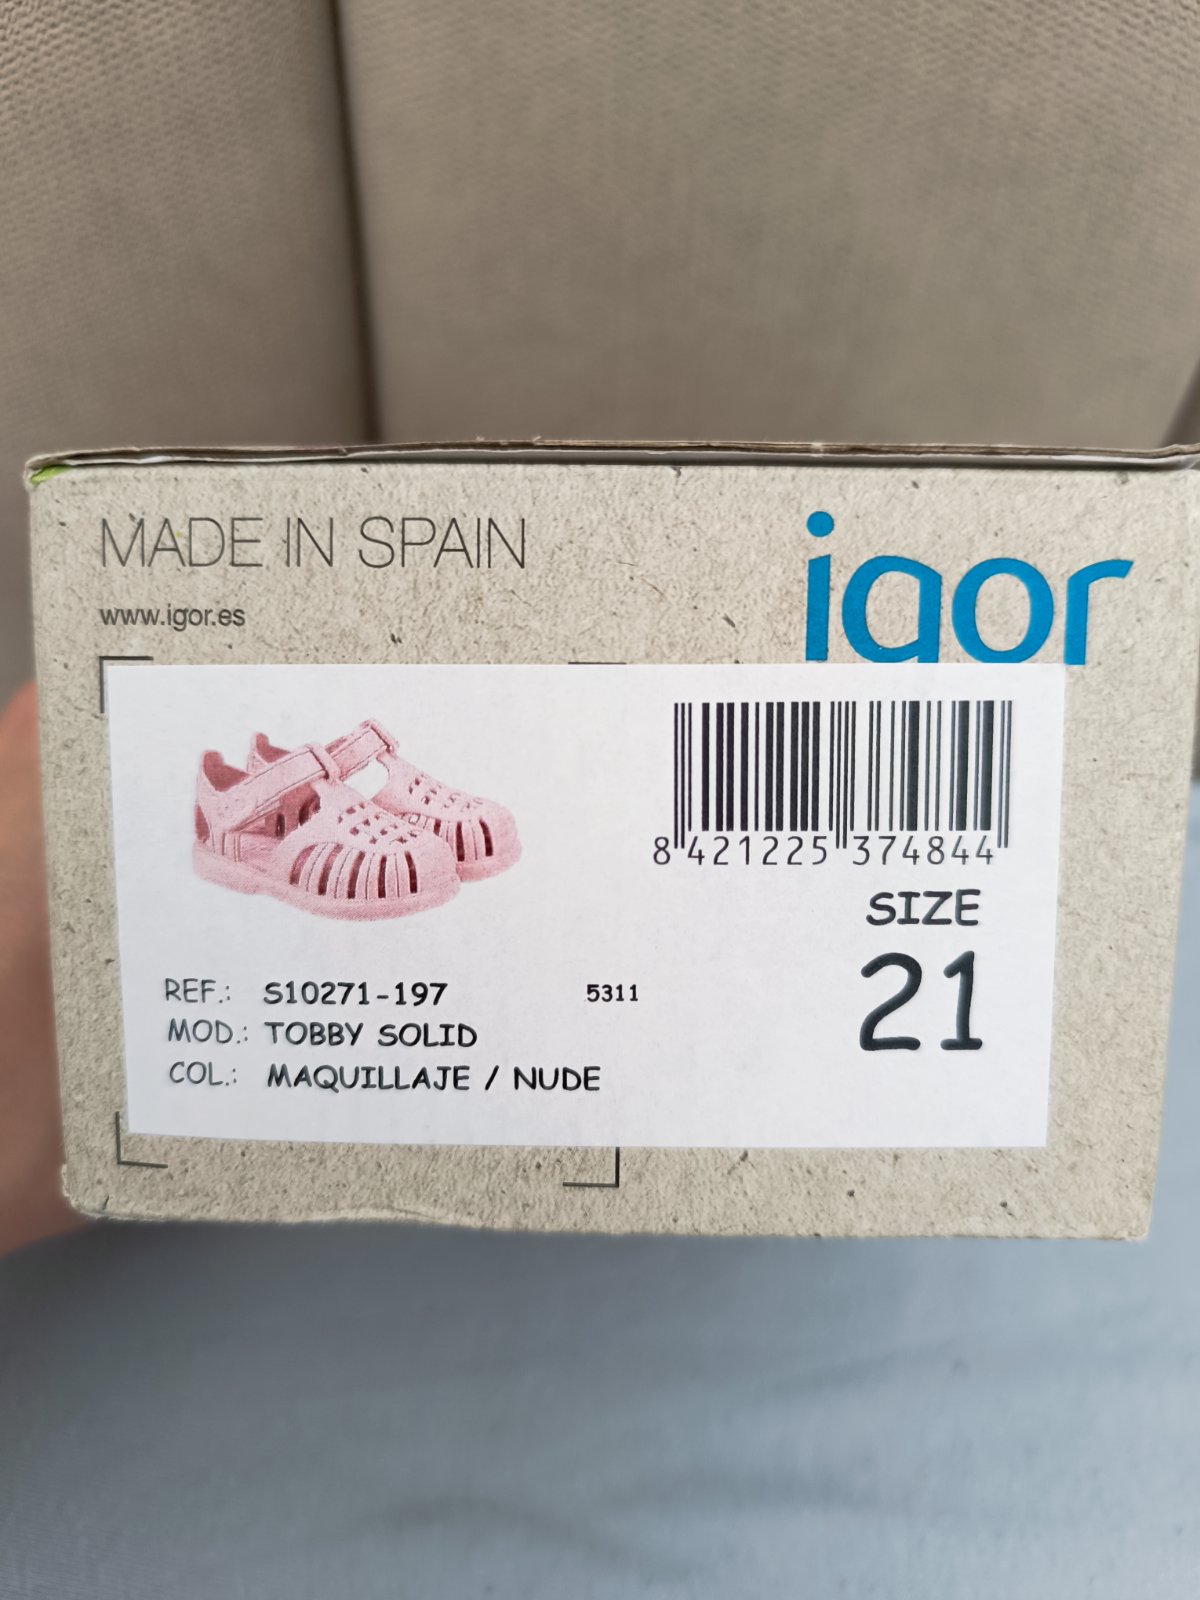 MADE IN SPAIN
igor
www.igor.es
8 421225 374844
SIZE
21
REF.: S10271-197 5311
MOD.: TOBBY SOLID
COL.: MAQUILLAJE / NUDE